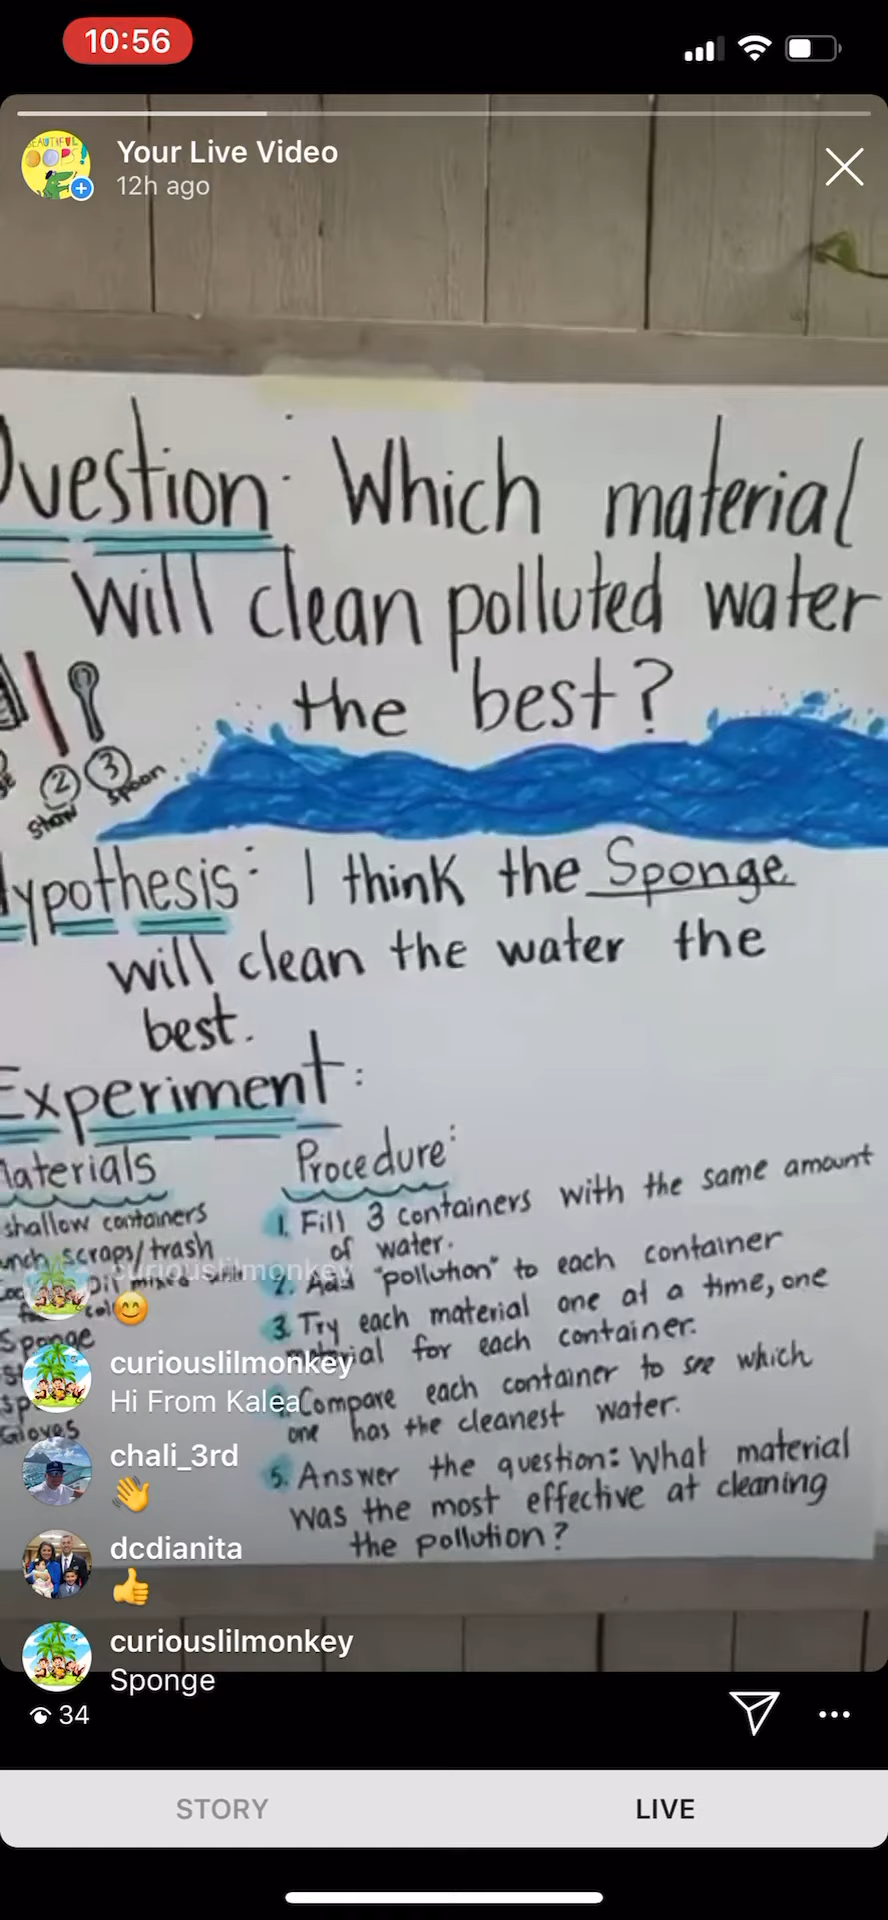 10:56
BEAUTIFUL
OOPS!
Your Live Video
12h ago
Question: Which material
will clean polluted water
the best?
2 3
straw spoon
Hypothesis: I think the Sponge
will clean the water the
best.
Experiment:
Materials
shallow containers
scraps/trash
oil mixed with
Sponge
Gloves
Procedure:
1. Fill 3 containers with the same amount
of water.
2. Add "pollution" to each container
3. Try each material one at a time, one
material for each container.
Compare each container to see which
one has the cleanest water.
5. Answer the question: What material
was the most effective at cleaning
the pollution?
curiouslilmonkey
😊
curiouslilmonkey
Hi From Kalea
chali_3rd
👋
dcdianita
👍
curiouslilmonkey
Sponge
34
STORY
LIVE